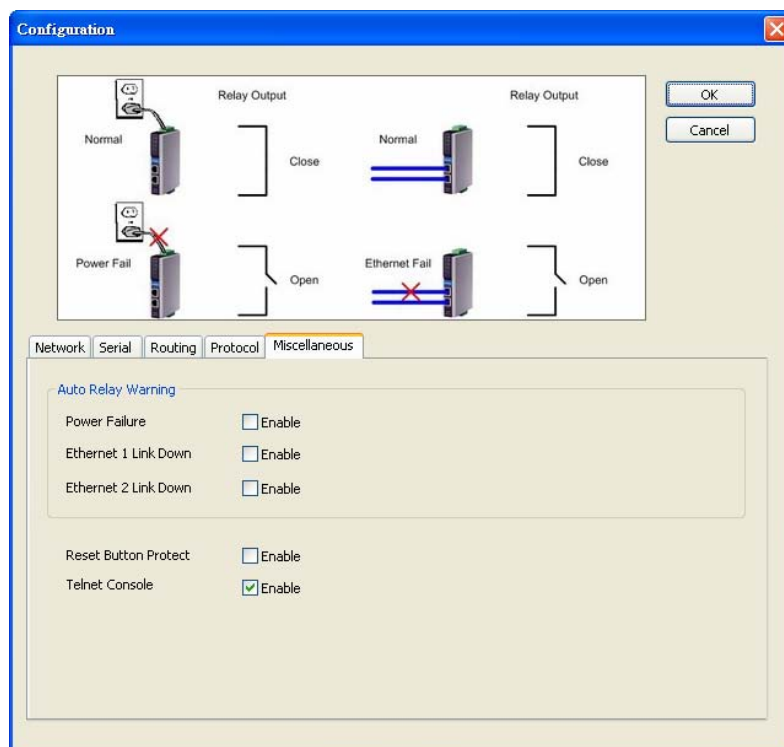 Configuration
Relay Output
Relay Output
OK
Normal
Close
Normal
Close
Cancel
Power Fail
Open
Ethernet Fail
Open
Network
Serial
Routing
Protocol
Miscellaneous
Auto Relay Warning
Power Failure
Enable
Ethernet 1 Link Down
Enable
Ethernet 2 Link Down
Enable
Reset Button Protect
Enable
Telnet Console
Enable